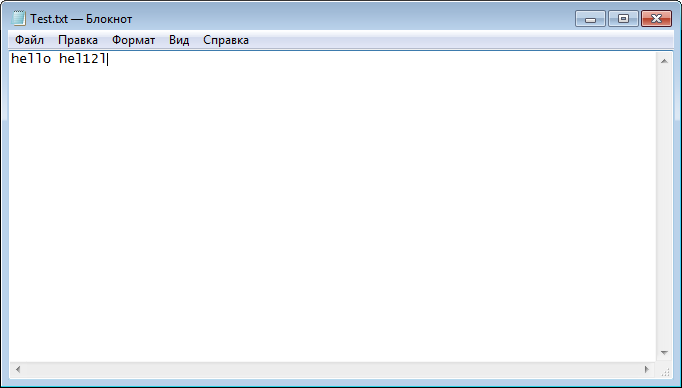 Test.txt — Блокнот
Файл Правка Формат Вид Справка
hello hel12l